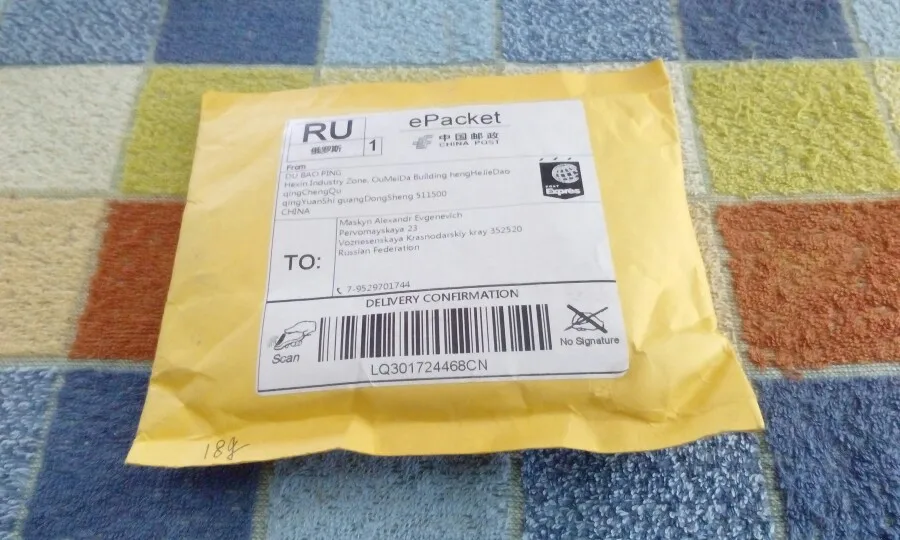 RU
俄罗斯
1
ePacket
中国邮政
CHINA POST
From
DU BAO PING
Hexin Industry Zone, OuMeiDa Building hengHeJieDao
qingChengQu
qingYuanShi guangDongSheng 511500
CHINA
POST
Expres
TO:
Maskyn Alexandr Evgenevich
Pervomayskaya 23
Voznesenskaya Krasnodarskiy kray 352520
Russian Federation
7-9529701744
DELIVERY CONFIRMATION
Scan
No Signature
LQ301724468CN
18g